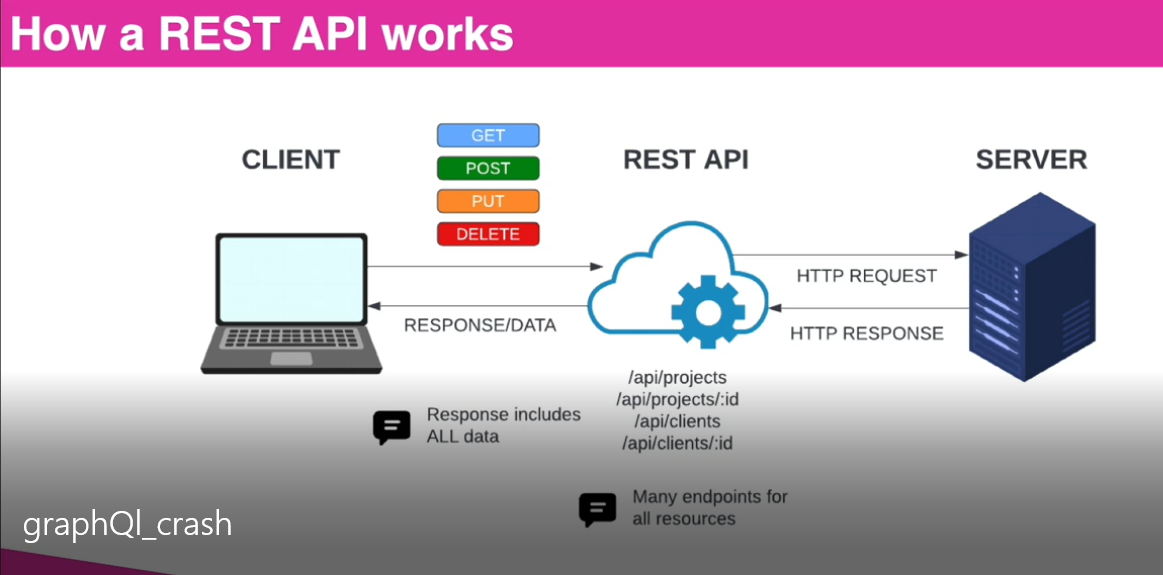 How a REST API works
CLIENT
GET
POST
PUT
DELETE
REST API
SERVER
HTTP REQUEST
RESPONSE/DATA
HTTP RESPONSE
/api/projects
/api/projects/:id
/api/clients
/api/clients/:id
Response includes
ALL data
Many endpoints for
all resources
graphQl_crash